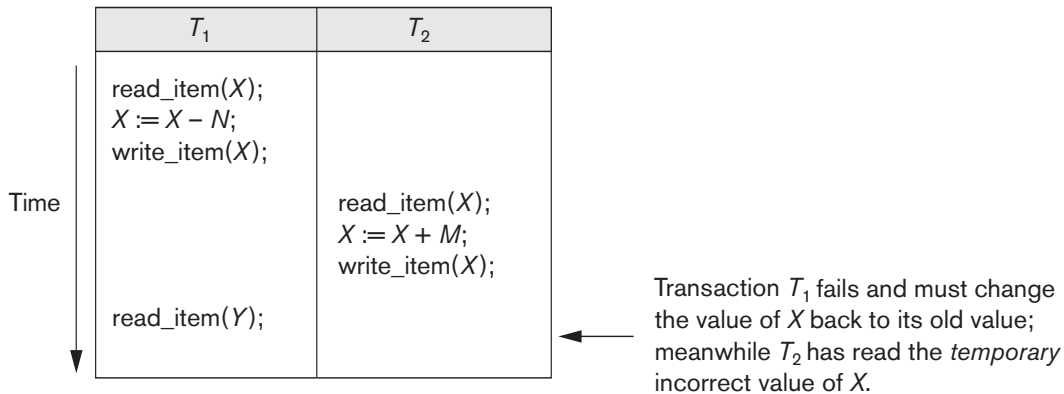 T1 T2
read_item(X);
X := X – N;
write_item(X);
Time
read_item(X);
X := X + M;
write_item(X);
read_item(Y);
Transaction T1 fails and must change
the value of X back to its old value;
meanwhile T2 has read the temporary
incorrect value of X.